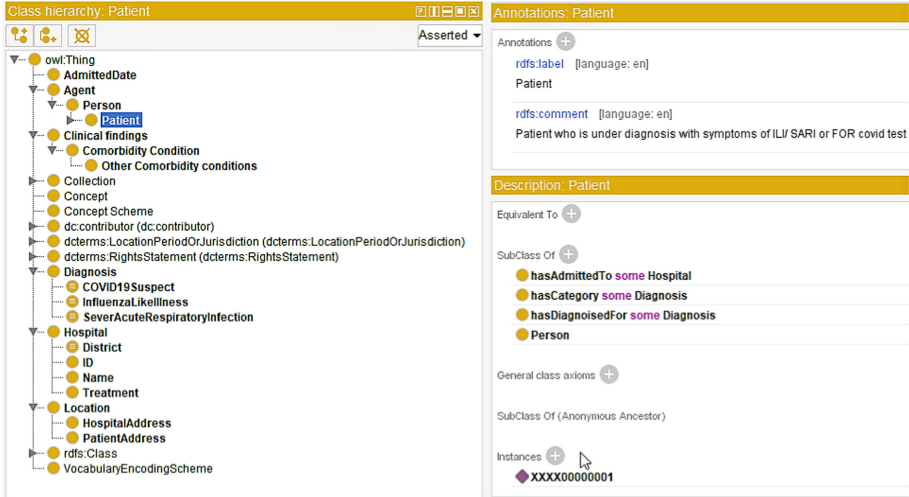 Class hierarchy: Patient
Asserted
owl:Thing
AdmittedDate
Agent
Person
Patient
Clinical findings
Comorbidity Condition
Other Comorbidity conditions
Collection
Concept
Concept Scheme
dc:contributor (dc:contributor)
dcterms:LocationPeriodOrJurisdiction (dcterms:LocationPeriodOrJurisdiction)
dcterms:RightsStatement (dcterms:RightsStatement)
Diagnosis
COVID19Suspect
InfluenzaLikeIllness
SeverAcuteRespiratoryInfection
Hospital
District
ID
Name
Treatment
Location
HospitalAddress
PatientAddress
rdfs:Class
VocabularyEncodingScheme
Annotations: Patient
Annotations
rdfs:label [language: en]
Patient
rdfs:comment [language: en]
Patient who is under diagnosis with symptoms of ILI/ SARI or FOR covid test
Description: Patient
Equivalent To
SubClass Of
hasAdmittedTo some Hospital
hasCategory some Diagnosis
hasDiagnoisedFor some Diagnosis
Person
General class axioms
SubClass Of (Anonymous Ancestor)
Instances
XXXX00000001